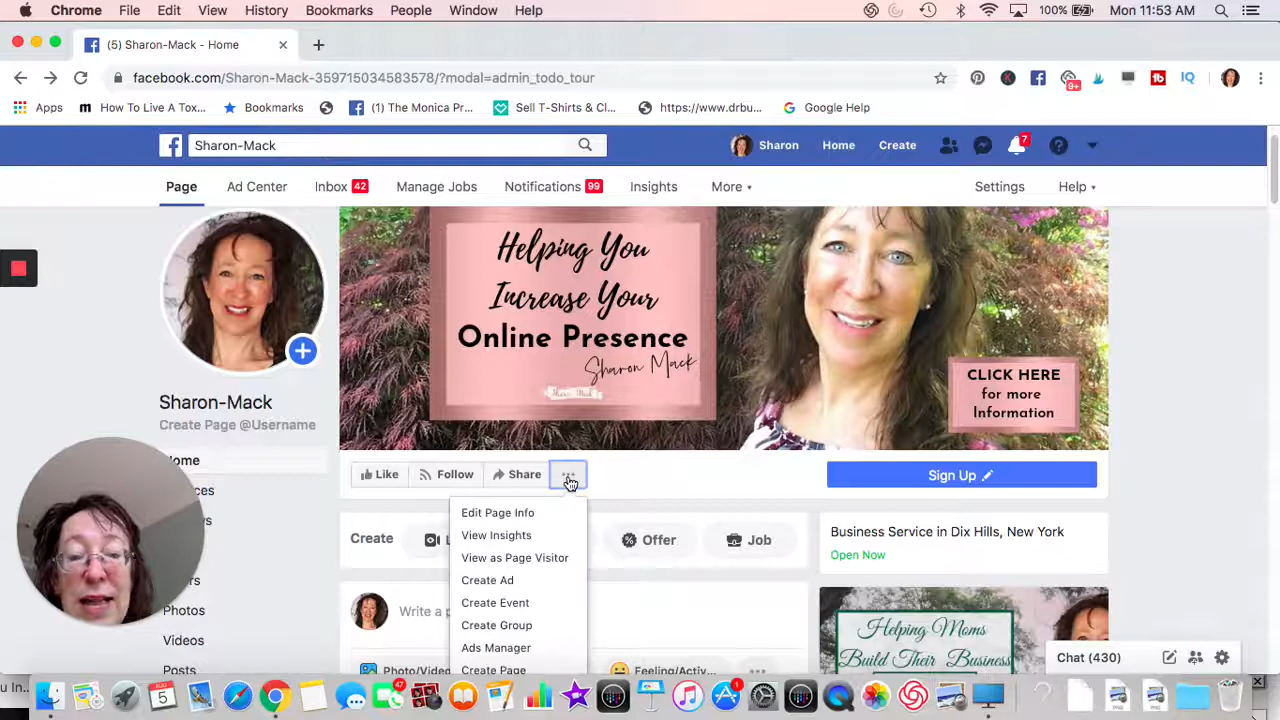 Chrome File Edit View History Bookmarks People Window Help 100% Mon 11:53 AM
(5) Sharon-Mack - Home
facebook.com/Sharon-Mack-359715034583578/?modal=admin_todo_tour
9+
Apps How To Live A Tox... Bookmarks (1) The Monica Pr... Sell T-Shirts & Cl... https://www.drbu... Google Help
Sharon-Mack
Sharon Home Create 7
Page Ad Center Inbox 42 Manage Jobs Notifications 99 Insights More Settings Help
Helping You
Increase Your
Online Presence
Sharon Mack
CLICK HERE
for more
Information
Sharon-Mack
Create Page @Username
Home
Photos
Videos
Posts
Like Follow Share
Sign Up
Edit Page Info
View Insights
View as Page Visitor
Create Ad
Create Event
Create Group
Ads Manager
Create Page
Create
Offer
Job
Write a p
Photo/Video
Feeling/Activ...
Business Service in Dix Hills, New York
Open Now
Helping Moms
Build Their Business
Chat (430)
AUG
5
47
1